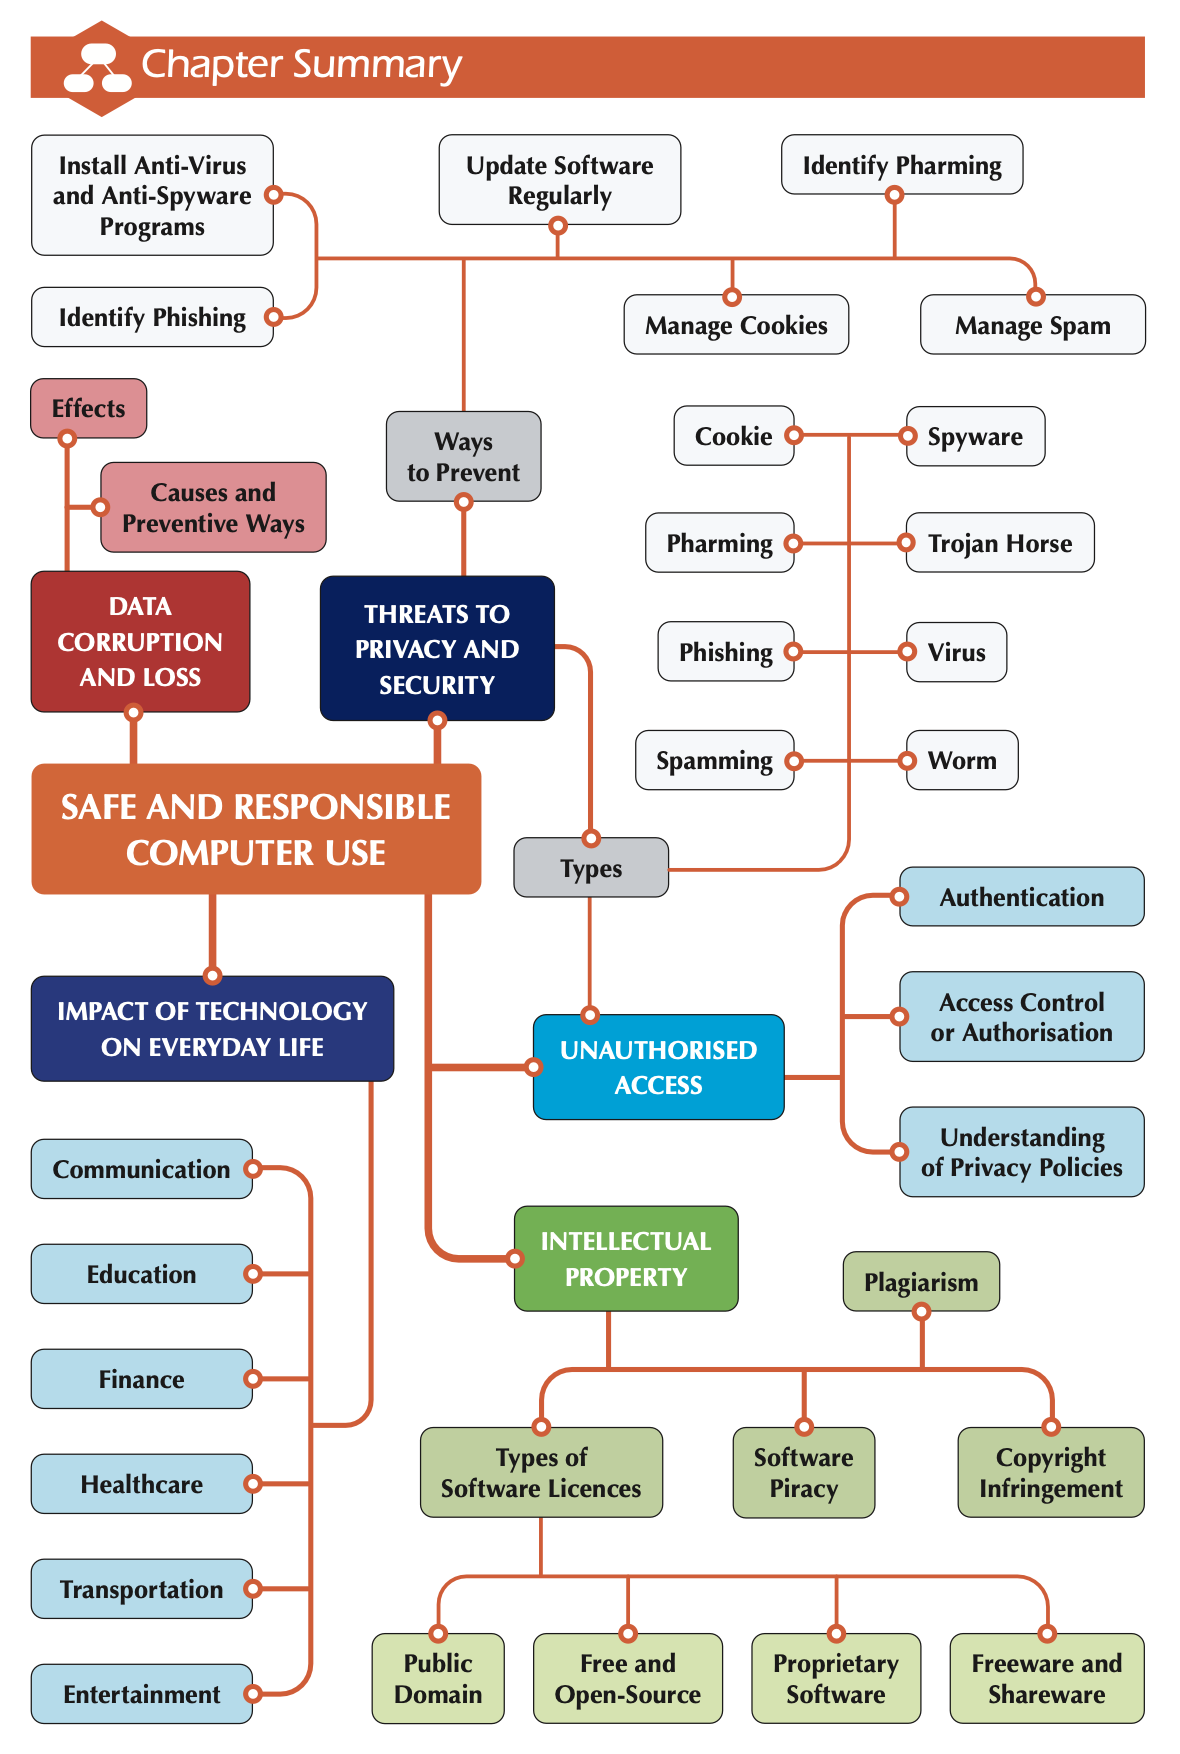 Chapter Summary
Install Anti-Virus
and Anti-Spyware
Programs
Update Software
Regularly
Identify Pharming
Identify Phishing
Manage Cookies
Manage Spam
Effects
Causes and
Preventive Ways
Ways
to Prevent
Cookie
Spyware
Pharming
Trojan Horse
Phishing
Virus
Spamming
Worm
DATA
CORRUPTION
AND LOSS
THREATS TO
PRIVACY AND
SECURITY
SAFE AND RESPONSIBLE
COMPUTER USE
Types
Authentication
Access Control
or Authorisation
Understanding
of Privacy Policies
IMPACT OF TECHNOLOGY
ON EVERYDAY LIFE
UNAUTHORISED
ACCESS
Communication
Education
Finance
Healthcare
Transportation
Entertainment
INTELLECTUAL
PROPERTY
Plagiarism
Types of
Software Licences
Software
Piracy
Copyright
Infringement
Public
Domain
Free and
Open-Source
Proprietary
Software
Freeware and
Shareware